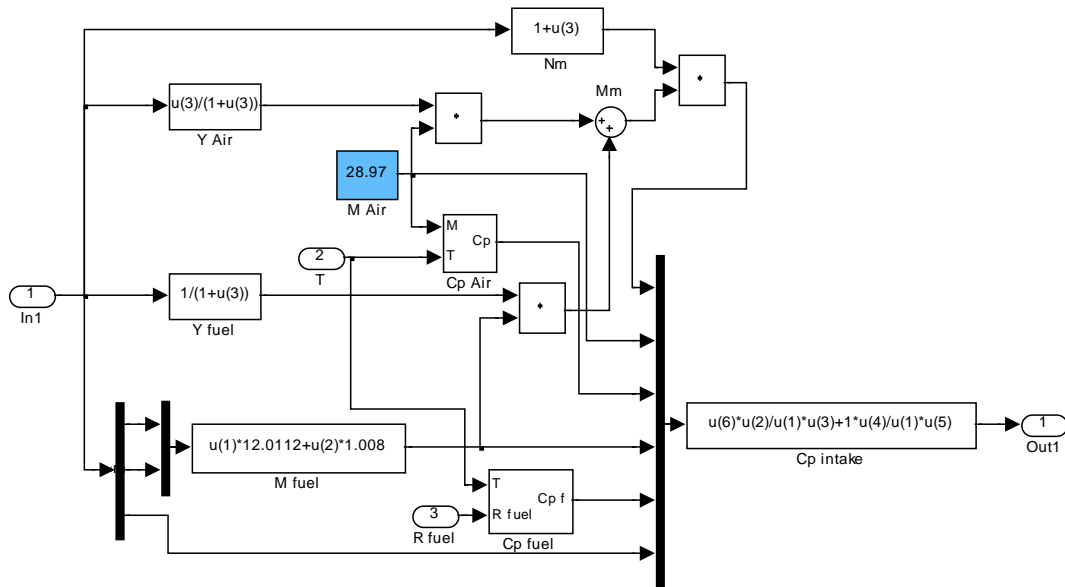 1+u(3)
Nm
u(3)/(1+u(3))
Y Air
*
Mm
+
+
*
28.97
M Air
M
T
Cp
Cp Air
2
T
1
In1
1/(1+u(3))
Y fuel
*
u(1)*12.0112+u(2)*1.008
M fuel
T
R fuel
Cp f
Cp fuel
3
R fuel
u(6)*u(2)/u(1)*u(3)+1*u(4)/u(1)*u(5)
Cp intake
1
Out1